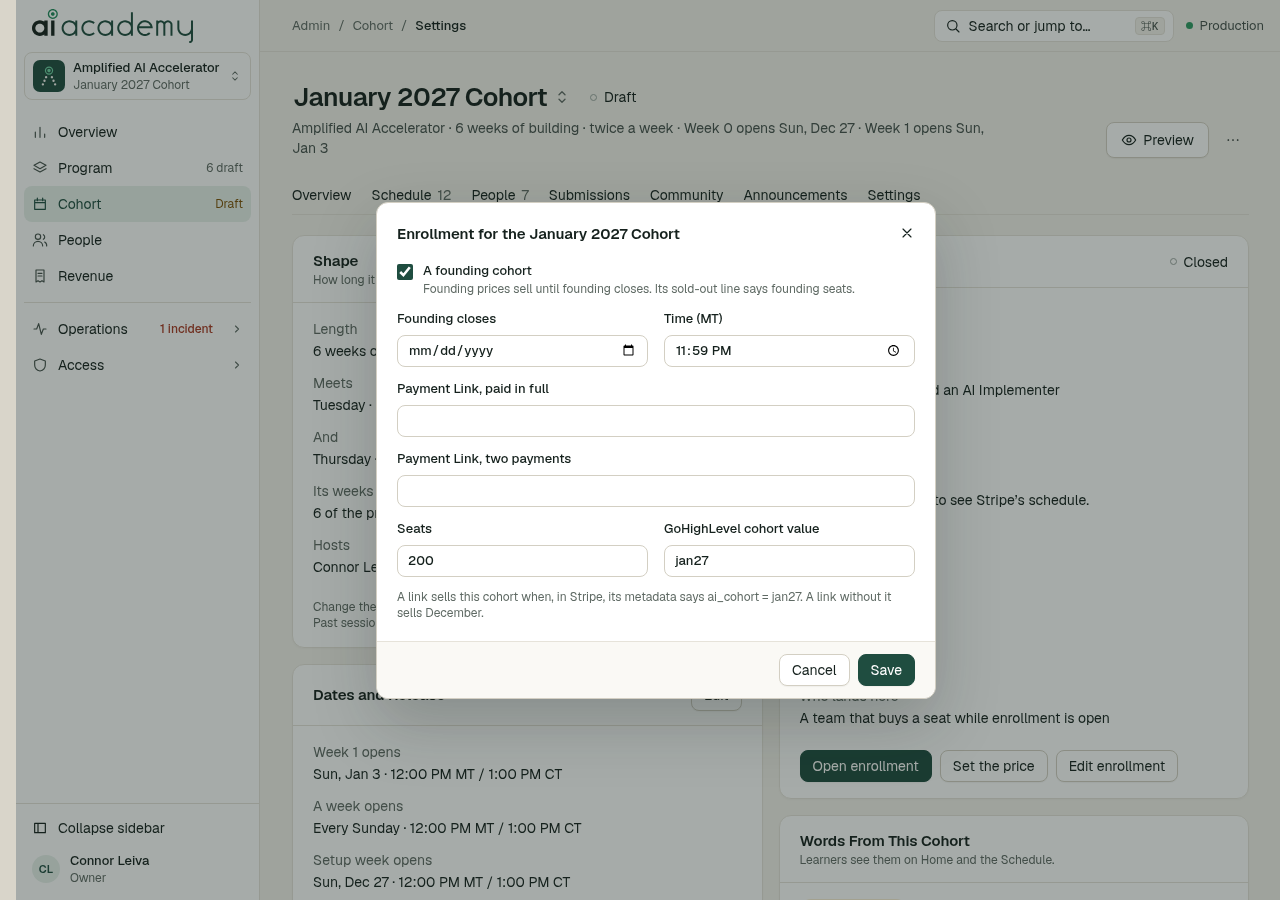 ai academy
Amplified AI Accelerator
January 2027 Cohort
Overview
Program
6 draft
Cohort
Draft
People
Revenue
Operations
1 incident
Access
Collapse sidebar
CL
Connor Leiva
Owner
Admin / Cohort / Settings
Search or jump to...
⌘K
Production
January 2027 Cohort
Draft
Amplified AI Accelerator · 6 weeks of building · twice a week · Week 0 opens Sun, Dec 27 · Week 1 opens Sun,
Jan 3
Preview
Overview
Schedule 12
People 7
Submissions
Community
Announcements
Settings
Shape
How long it
Length
6 weeks o
Meets
Tuesday ·
And
Thursday
Its weeks
6 of the p
Hosts
Connor Le
Change the
Past sessio
Closed
d an AI Implementer
to see Stripe's schedule.
Enrollment for the January 2027 Cohort
A founding cohort
Founding prices sell until founding closes. Its sold-out line says founding seats.
Founding closes
Time (MT)
mm/dd/yyyy
11:59 PM
Payment Link, paid in full
Payment Link, two payments
Seats
GoHighLevel cohort value
200
jan27
A link sells this cohort when, in Stripe, its metadata says ai_cohort = jan27. A link without it
sells December.
Cancel
Save
Dates and Release
Edit
Week 1 opens
Sun, Jan 3 · 12:00 PM MT / 1:00 PM CT
A week opens
Every Sunday · 12:00 PM MT / 1:00 PM CT
Setup week opens
Sun, Dec 27 · 12:00 PM MT / 1:00 PM CT
Who lands here
A team that buys a seat while enrollment is open
Open enrollment
Set the price
Edit enrollment
Words From This Cohort
Learners see them on Home and the Schedule.